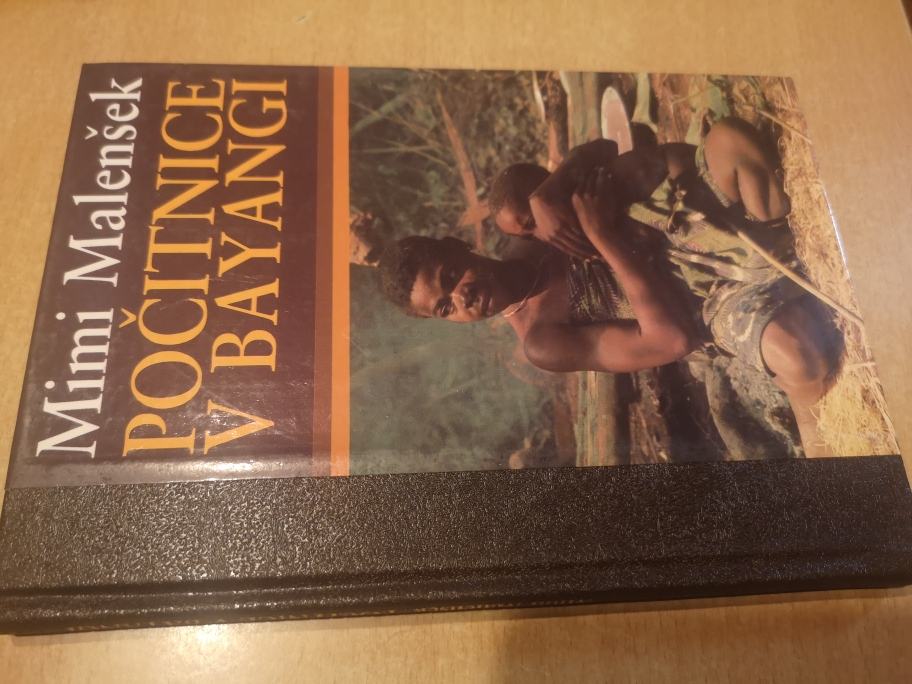 Mimi Malenšek
POČITNICE
V BAYANGI